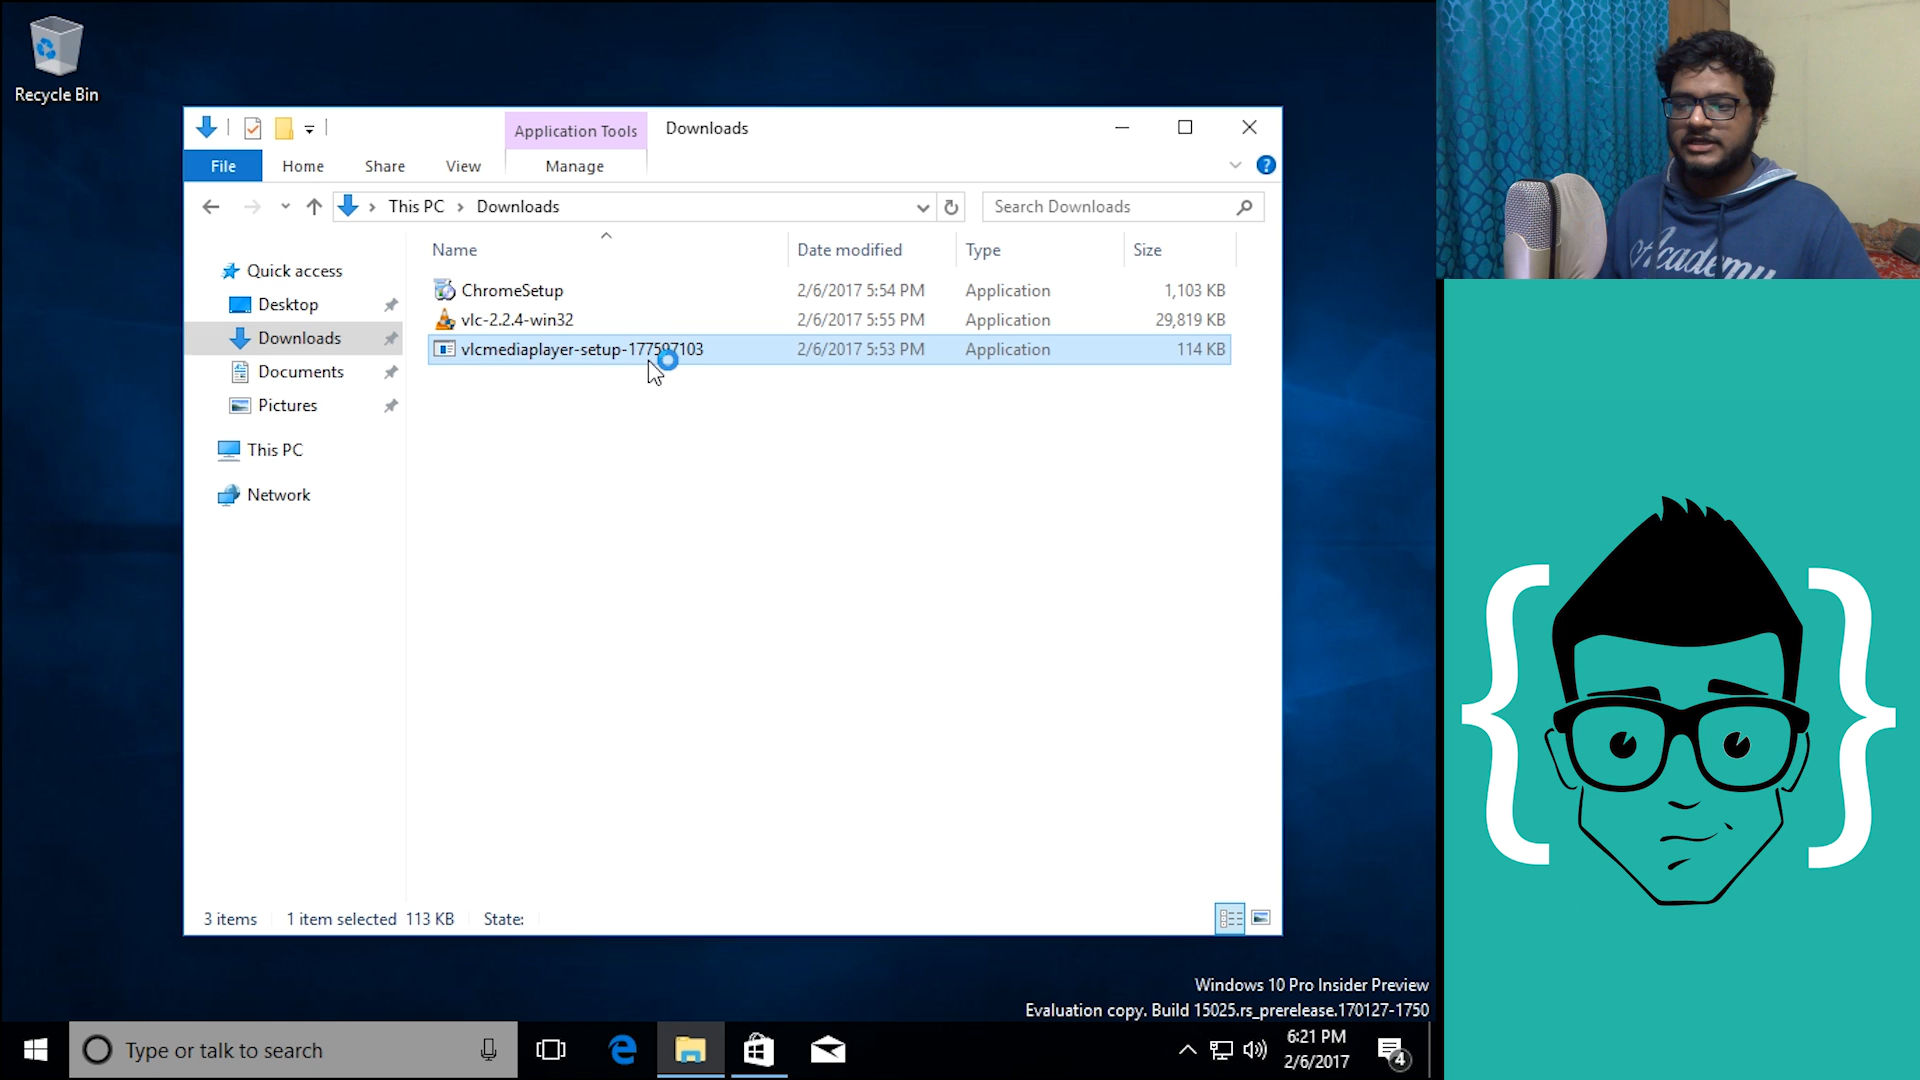 Recycle Bin
Application Tools
Downloads
File
Home
Share
View
Manage
This PC
Downloads
Search Downloads
Name
Date modified
Type
Size
Quick access
Desktop
Downloads
Documents
Pictures
This PC
Network
ChromeSetup
2/6/2017 5:54 PM
Application
1,103 KB
vlc-2.2.4-win32
2/6/2017 5:55 PM
Application
29,819 KB
vlcmediaplayer-setup-177597103
2/6/2017 5:53 PM
Application
114 KB
3 items
1 item selected 113 KB
State:
Academy
Windows 10 Pro Insider Preview
Evaluation copy. Build 15025.rs_prerelease.170127-1750
Type or talk to search
6:21 PM
2/6/2017
4